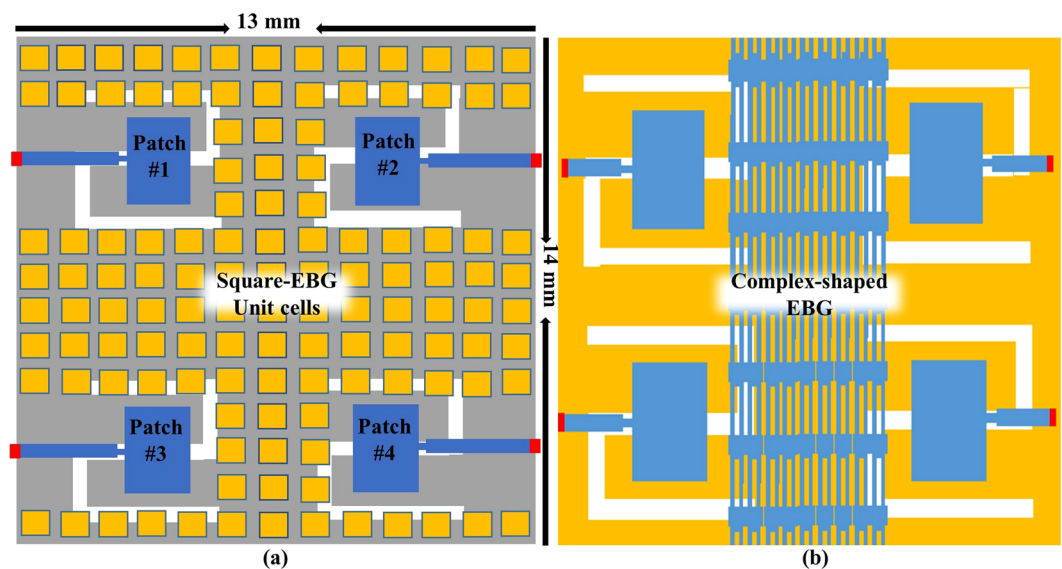 13 mm
Patch
#1
Patch
#2
14 mm
Square-EBG
Unit cells
Complex-shaped
EBG
Patch
#3
Patch
#4
(a)
(b)